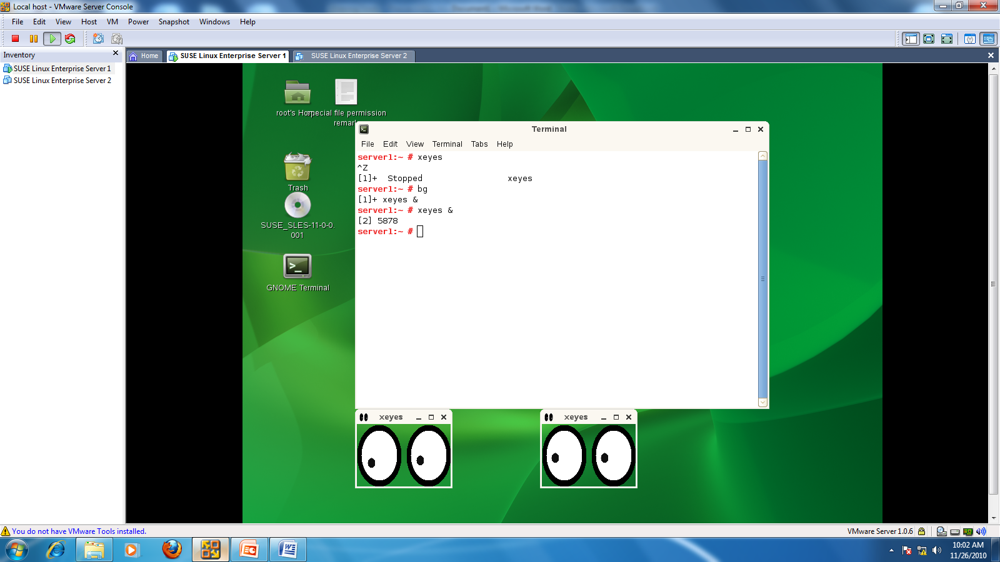 Local host - VMware Server Console
File Edit View Host VM Power Snapshot Windows Help
Inventory
SUSE Linux Enterprise Server 1
SUSE Linux Enterprise Server 2
Home SUSE Linux Enterprise Server 1 SUSE Linux Enterprise Server 2
root's Hom
special file permission
remark
Trash
SUSE_SLES-11-0-0.
001
GNOME Terminal
Terminal
File Edit View Terminal Tabs Help
server1:~ # xeyes
^Z
[1]+ Stopped xeyes
server1:~ # bg
[1]+ xeyes &
server1:~ # xeyes &
[2] 5878
server1:~ #
xeyes
xeyes
You do not have VMware Tools installed.
VMware Server 1.0.6
10:02 AM
11/26/2010